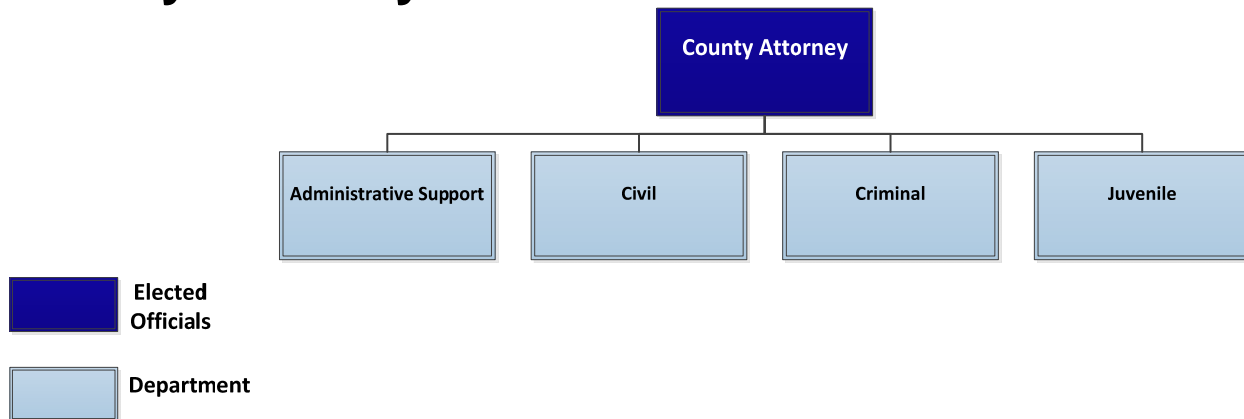 County Attorney
Administrative Support
Civil
Criminal
Juvenile
Elected
Officials
Department